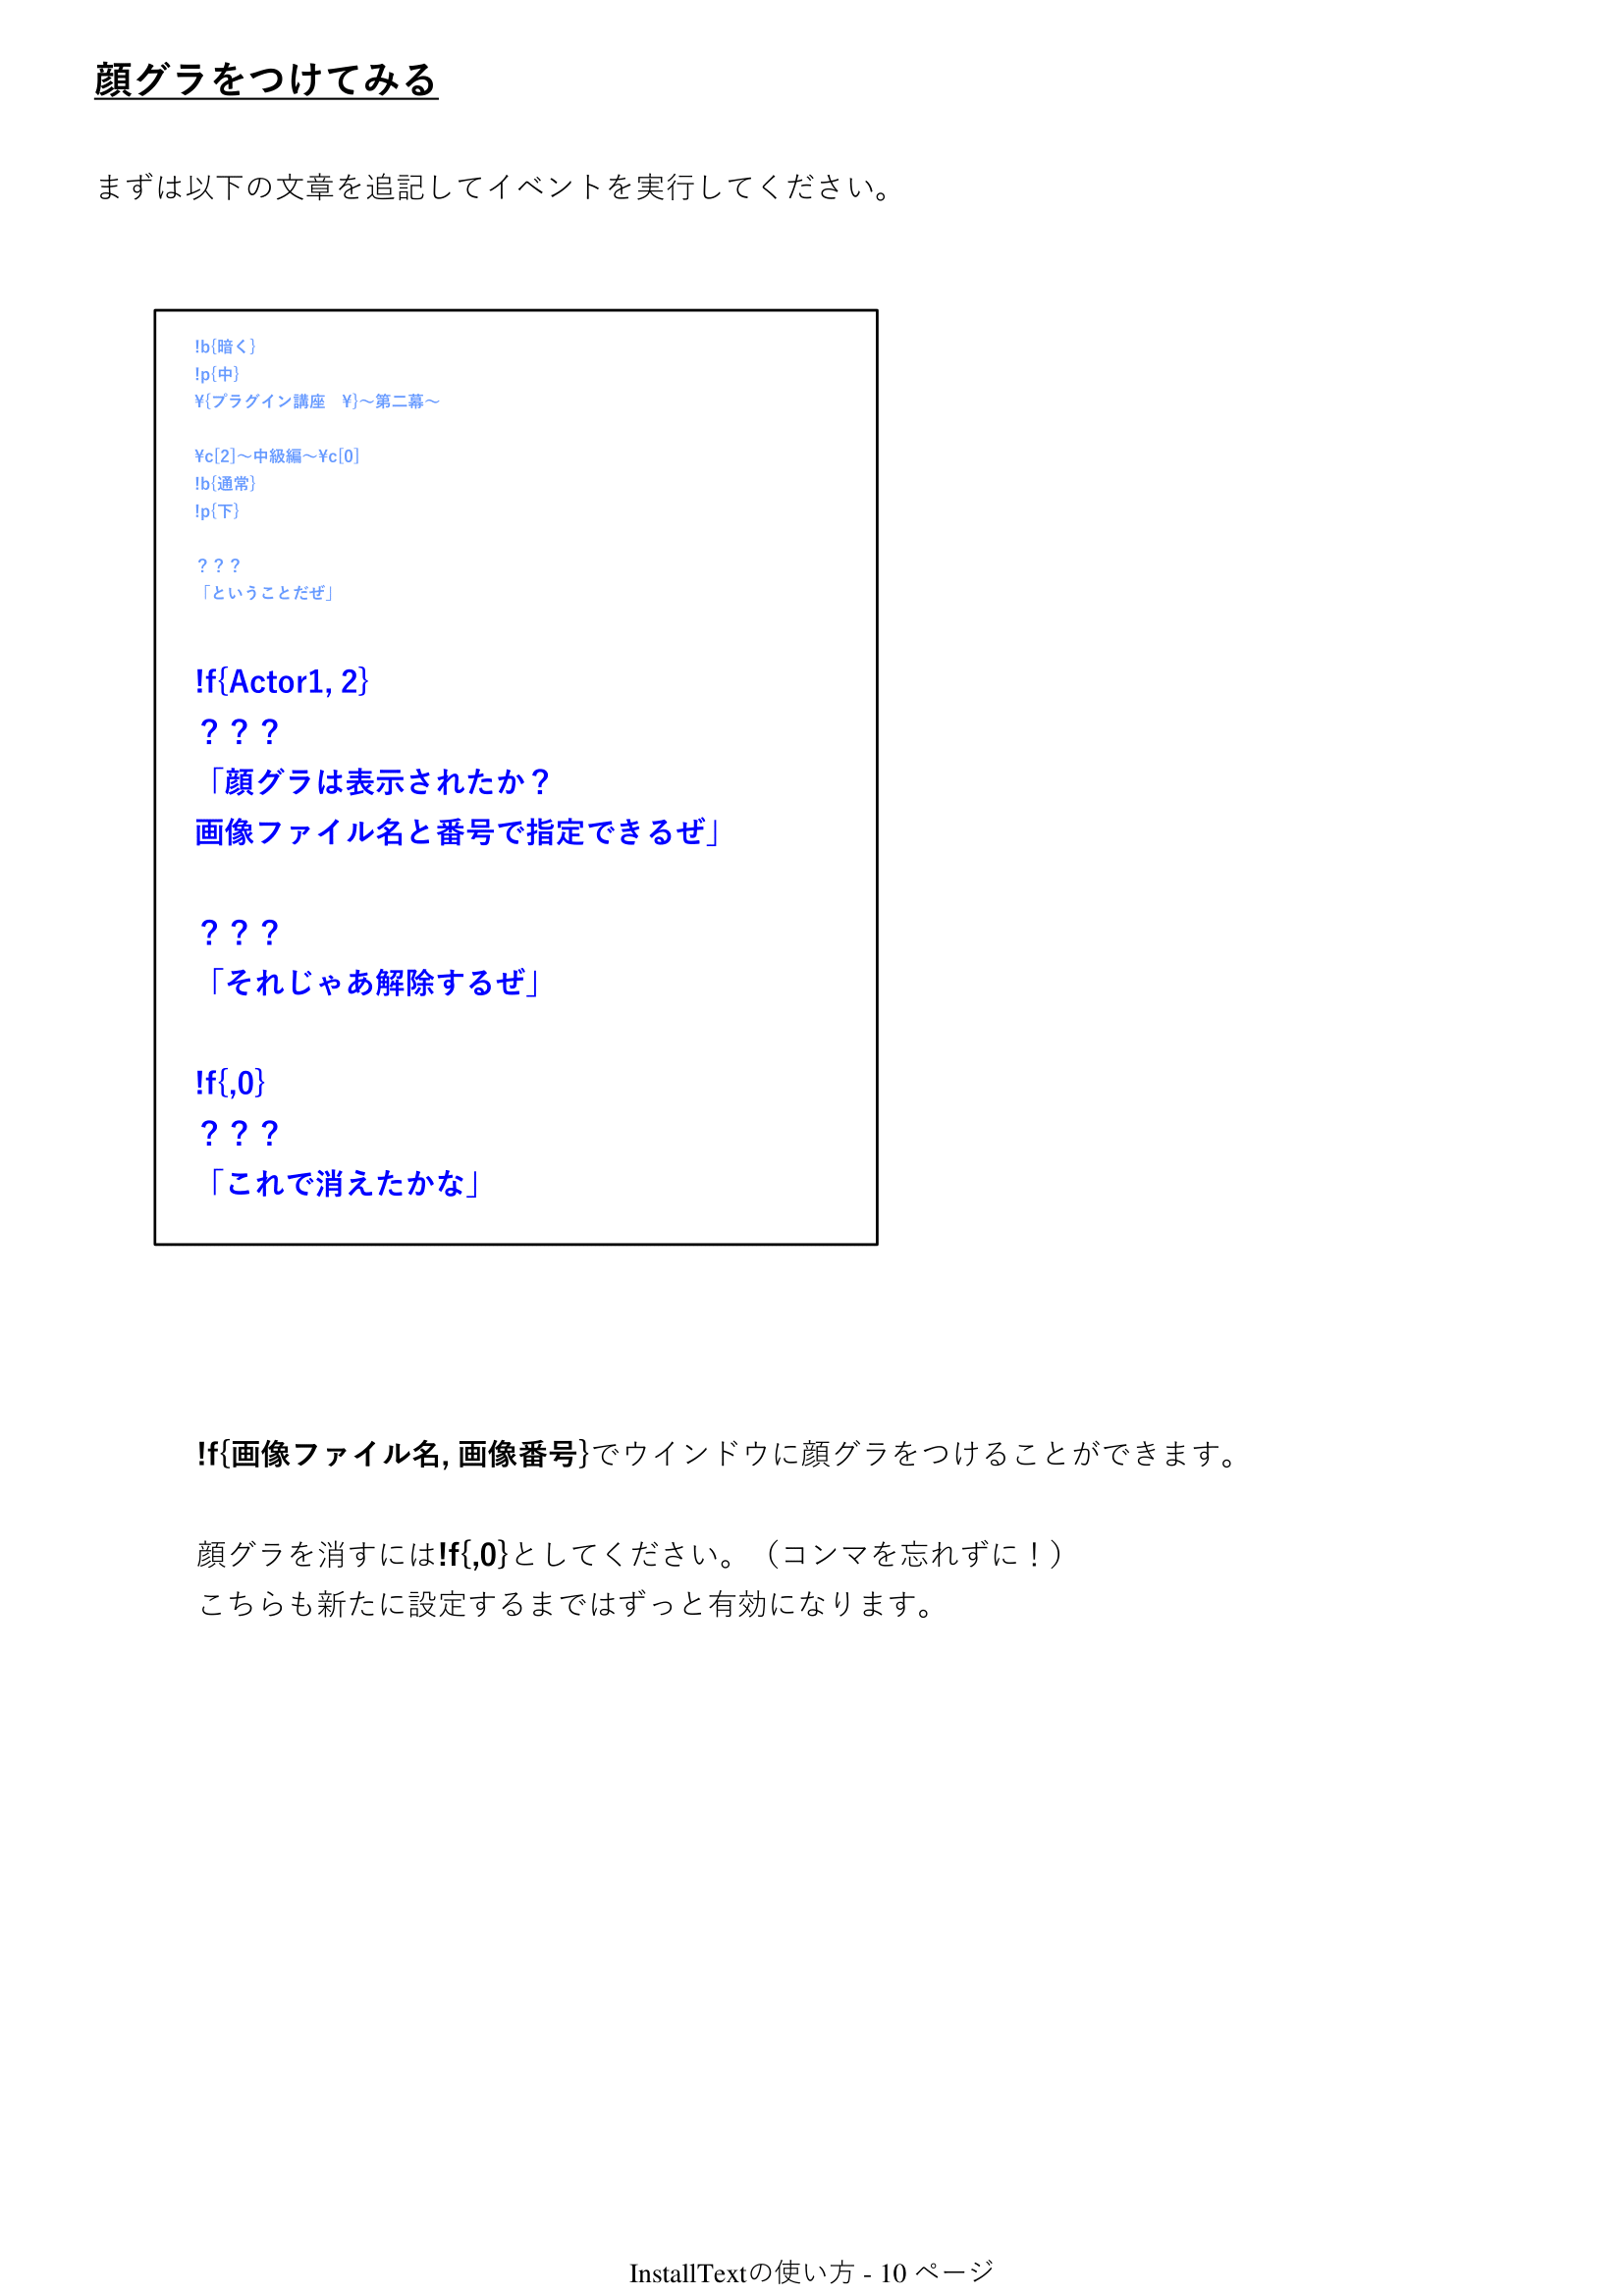 顔グラをつけてみる
まずは以下の文章を追記してイベントを実行してください。
!b{暗く}
!p{中}
¥{プラグイン講座　¥}～第二幕～
¥c[2]～中級編～¥c[0]
!b{通常}
!p{下}
？？？
「ということだぜ」
!f{Actor1, 2}
？？？
「顔グラは表示されたか？
画像ファイル名と番号で指定できるぜ」
？？？
「それじゃあ解除するぜ」
!f{,0}
？？？
「これで消えたかな」
!f{画像ファイル名, 画像番号}でウインドウに顔グラをつけることができます。
顔グラを消すには!f{,0}としてください。（コンマを忘れずに！）
こちらも新たに設定するまではずっと有効になります。
InstallTextの使い方 - 10 ページ